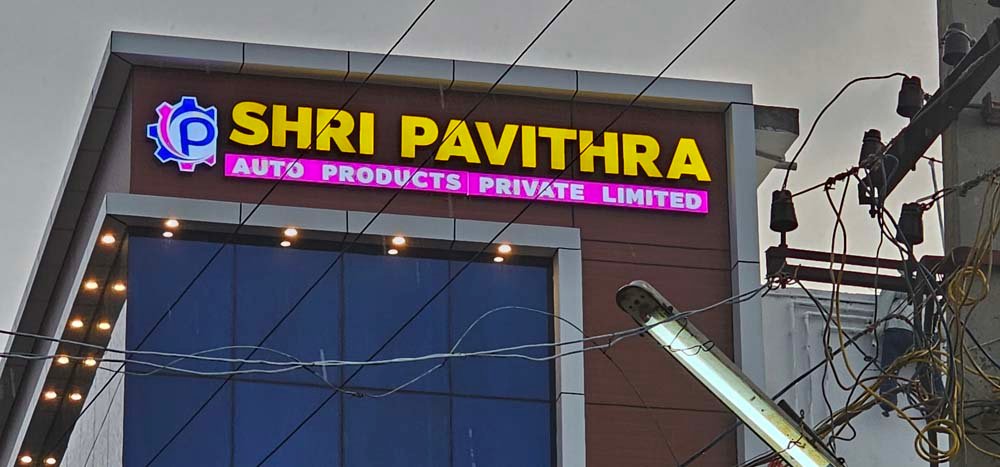 P
SHRI PAVITHRA
AUTO PRODUCTS PRIVATE LIMITED